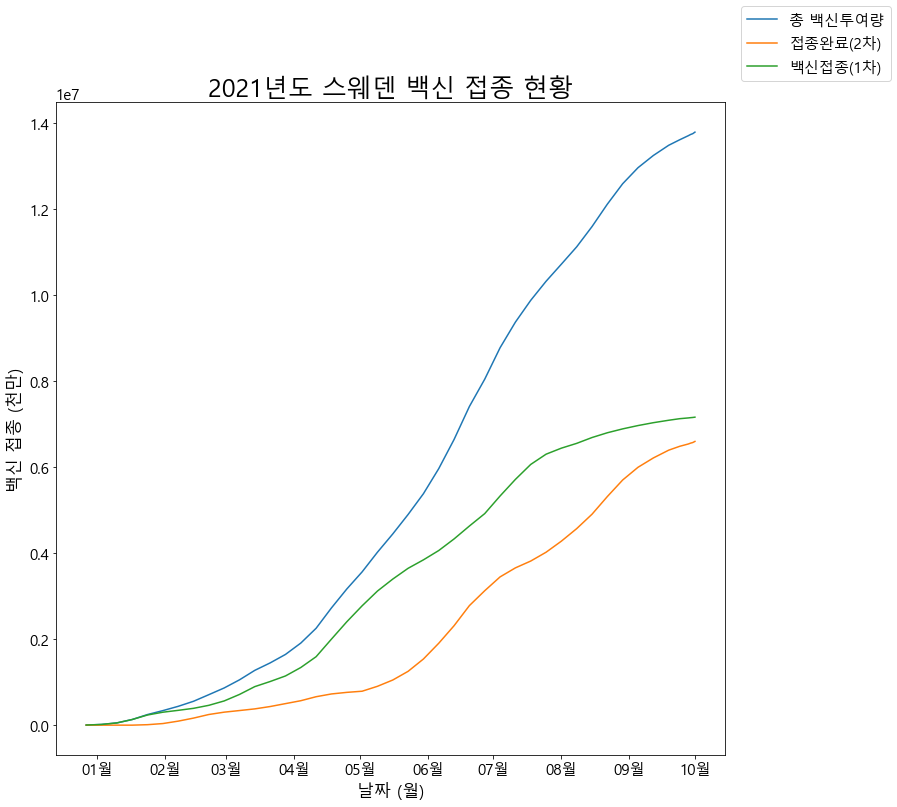 총 백신투여량
접종완료(2차)
백신접종(1차)
2021년도 스웨덴 백신 접종 현황
1e7
1.4
1.2
1.0
0.8
0.6
0.4
0.2
0.0
백신 접종 (천만)
01월 02월 03월 04월 05월 06월 07월 08월 09월 10월
날짜 (월)